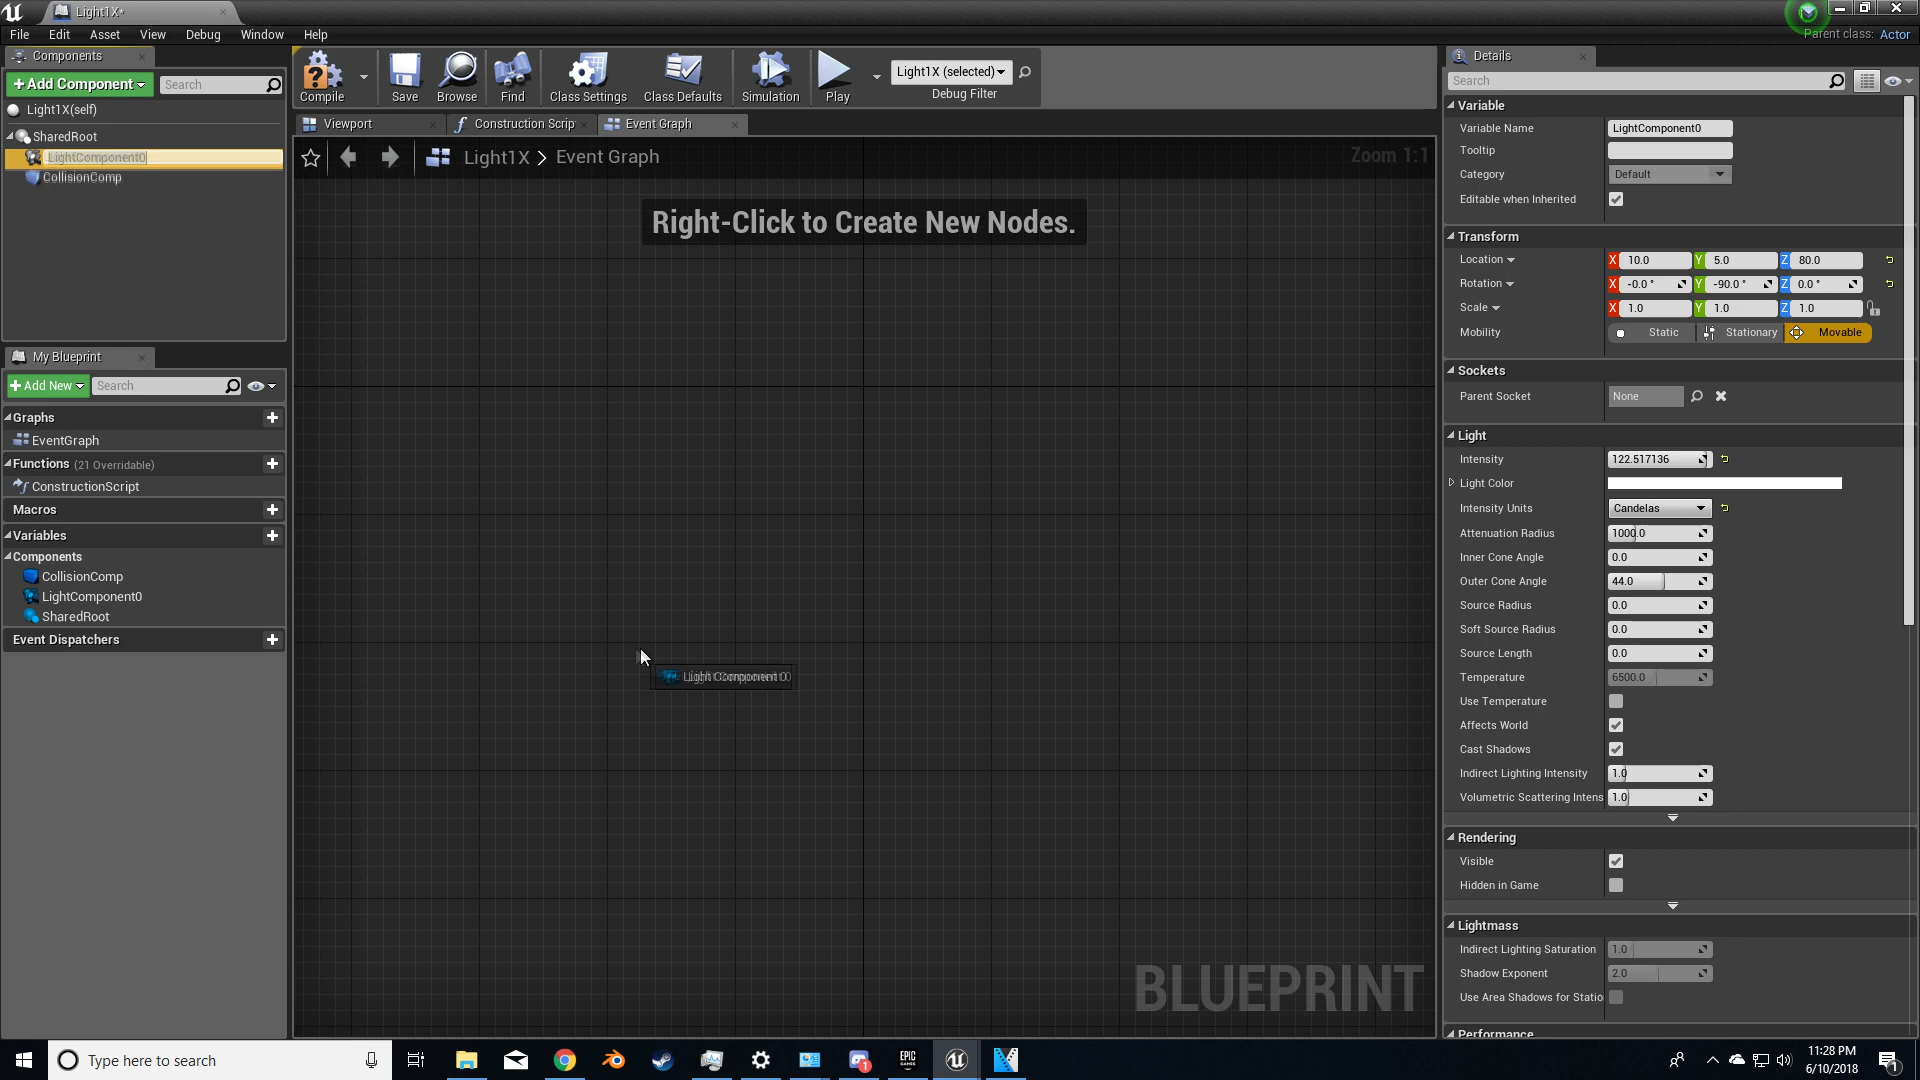 Light1X*
File Edit Asset View Debug Window Help
Parent class: Actor
Components
+Add Component
Search
Light1X(self)
SharedRoot
LightComponent0
CollisionComp
Compile
Save
Browse
Find
Class Settings
Class Defaults
Simulation
Play
Light1X (selected)
Debug Filter
Viewport
Construction Scrip
Event Graph
Light1X > Event Graph
Zoom 1:1
Right-Click to Create New Nodes.
Light Component 0
BLUEPRINT
My Blueprint
+Add New
Search
Graphs
EventGraph
Functions (21 Overridable)
ConstructionScript
Macros
Variables
Components
CollisionComp
LightComponent0
SharedRoot
Event Dispatchers
Details
Search
Variable
Variable Name LightComponent0
Tooltip
Category Default
Editable when Inherited
Transform
Location X 10.0 Y 5.0 Z 80.0
Rotation X -0.0 ° Y -90.0 ° Z 0.0 °
Scale X 1.0 Y 1.0 Z 1.0
Mobility Static Stationary Movable
Sockets
Parent Socket None
Light
Intensity 122.517136
Light Color
Intensity Units Candelas
Attenuation Radius 1000.0
Inner Cone Angle 0.0
Outer Cone Angle 44.0
Source Radius 0.0
Soft Source Radius 0.0
Source Length 0.0
Temperature 6500.0
Use Temperature
Affects World
Cast Shadows
Indirect Lighting Intensity 1.0
Volumetric Scattering Intens 1.0
Rendering
Visible
Hidden in Game
Lightmass
Indirect Lighting Saturation 1.0
Shadow Exponent 2.0
Use Area Shadows for Statio
Performance
Type here to search
EPIC GAMES
1
11:28 PM
6/10/2018
1